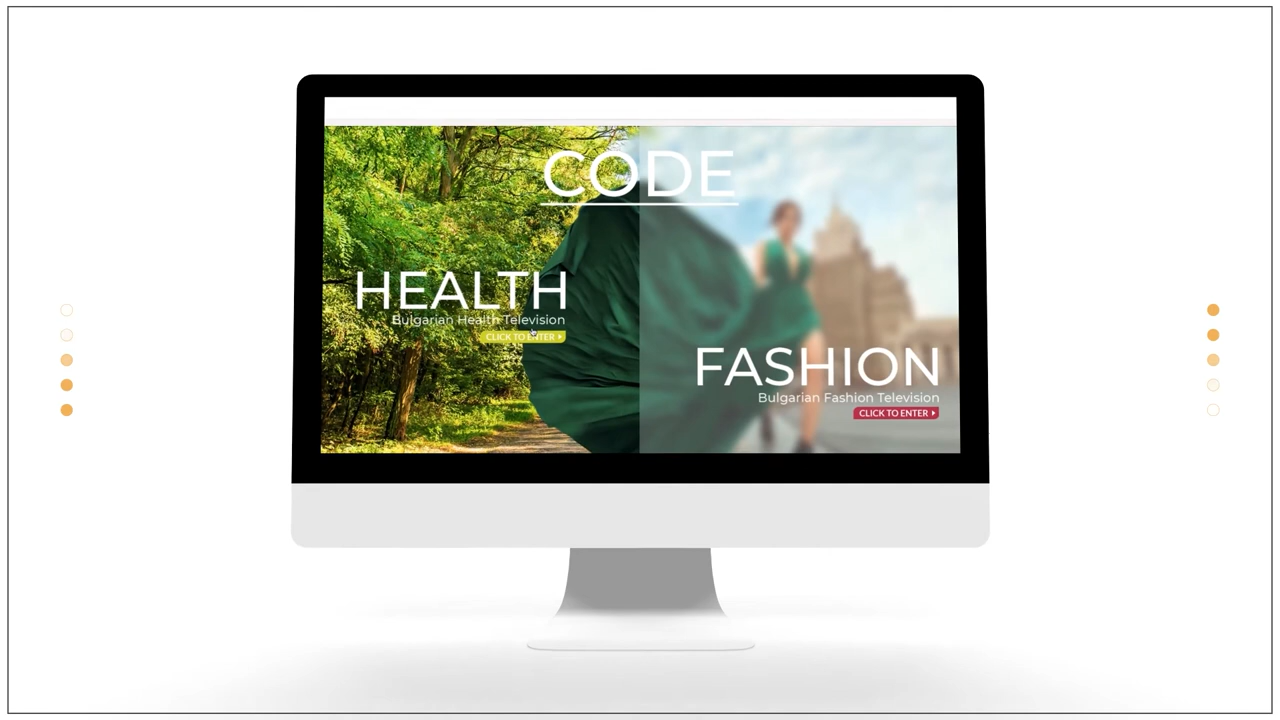 CODE
HEALTH
Bulgarian Health Television
CLICK TO ENTER
FASHION
Bulgarian Fashion Television
CLICK TO ENTER